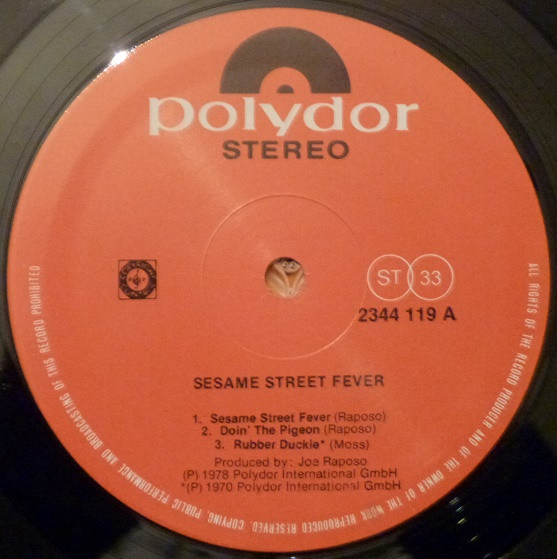 polydor
STEREO
ST 33
2344 119 A
SESAME STREET FEVER
1. Sesame Street Fever (Raposo)
2. Doin' The Pigeon (Raposo)
3. Rubber Duckie* (Moss)
Produced by: Joe Raposo
(P) 1978 Polydor International GmbH
*(P) 1970 Polydor International GmbH
ALL RIGHTS OF THE RECORD PRODUCER AND OF THE OWNER OF THE WORK REPRODUCED RESERVED. COPYING, PUBLIC PERFORMANCE AND BROADCASTING OF THIS RECORD PROHIBITED